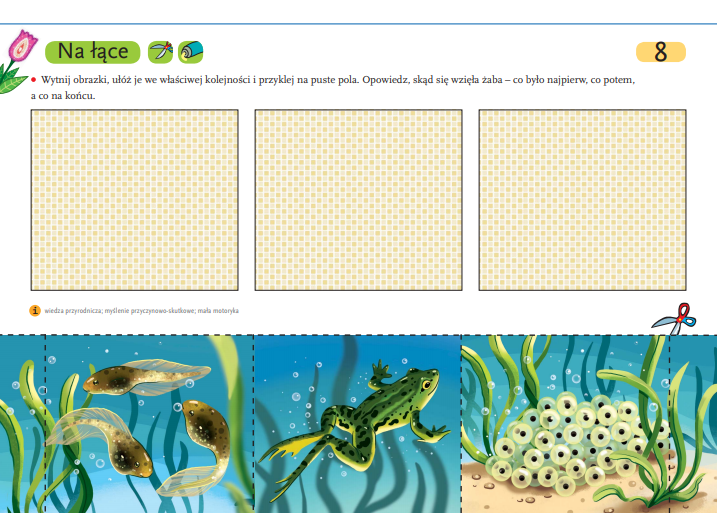 Na łące
8
Wytnij obrazki, ułóż je we właściwej kolejności i przyklej na puste pola. Opowiedz, skąd się wzięła żaba – co było najpierw, co potem,
a co na końcu.
i wiedza przyrodnicza; myślenie przyczynowo-skutkowe; mała motoryka